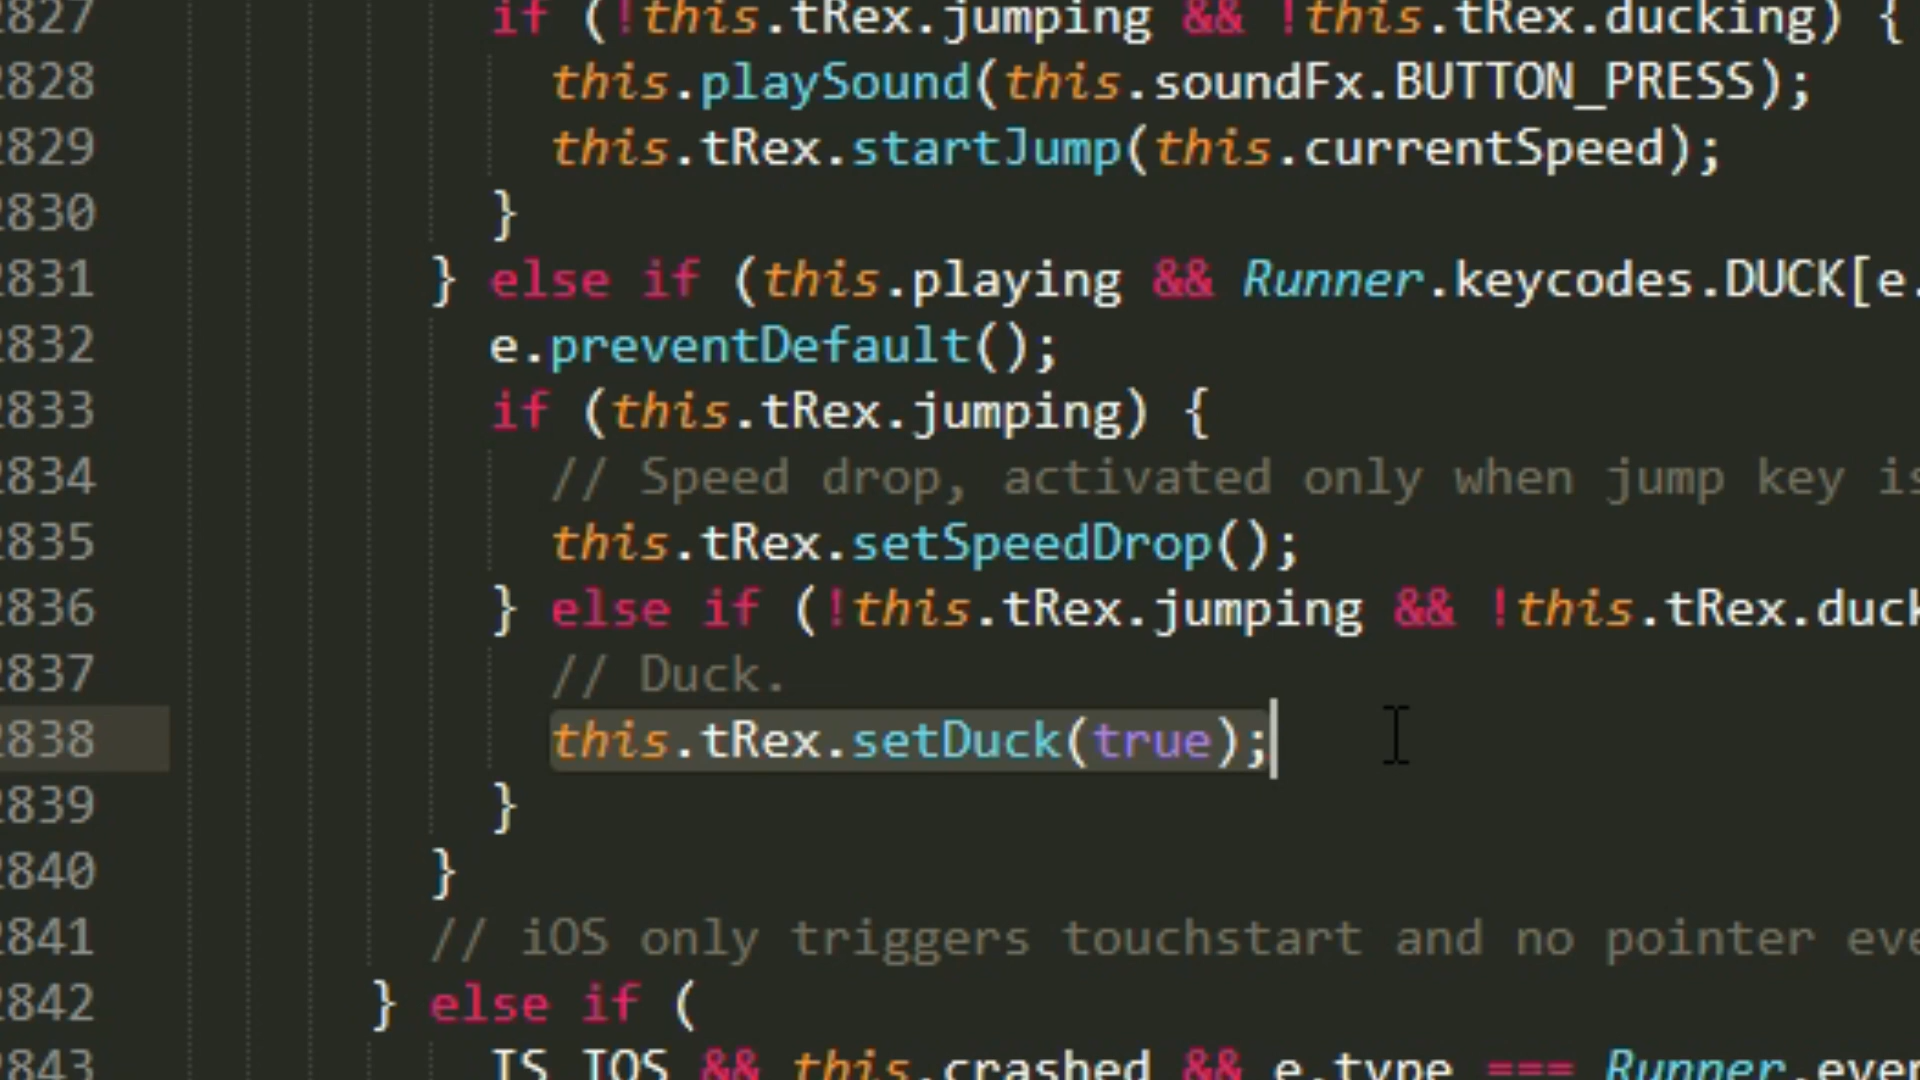 2827 if (!this.tRex.jumping && !this.tRex.ducking) {
2828 this.playSound(this.soundFx.BUTTON_PRESS);
2829 this.tRex.startJump(this.currentSpeed);
2830 }
2831 } else if (this.playing && Runner.keycodes.DUCK[e.
2832 e.preventDefault();
2833 if (this.tRex.jumping) {
2834 // Speed drop, activated only when jump key is
2835 this.tRex.setSpeedDrop();
2836 } else if (!this.tRex.jumping && !this.tRex.duck
2837 // Duck.
2838 this.tRex.setDuck(true);
2839 }
2840 }
2841 // iOS only triggers touchstart and no pointer eve
2842 } else if (
2843 IS_IOS && this.crashed && e.type === Runner.even